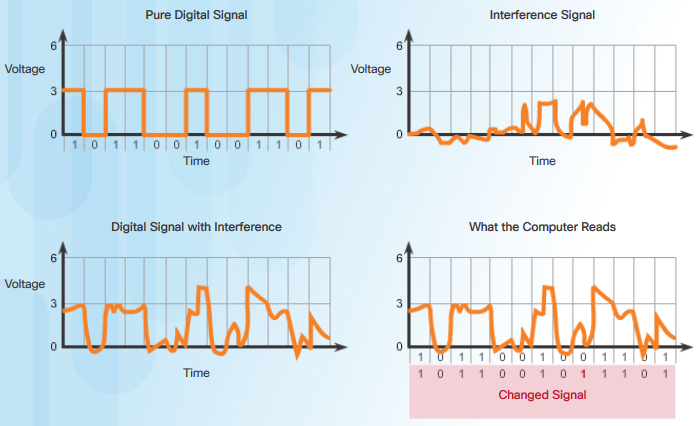 Pure Digital Signal
6
Voltage
3
0
1 0 1 1 0 0 1 0 0 1 1 0 1
Time
Interference Signal
6
Voltage
3
0
Time
Digital Signal with Interference
6
Voltage
3
0
Time
What the Computer Reads
6
3
0
1 0 1 1 0 0 1 0 0 1 1 0 1
1 0 1 1 0 0 1 0 1 1 1 0 1
Changed Signal